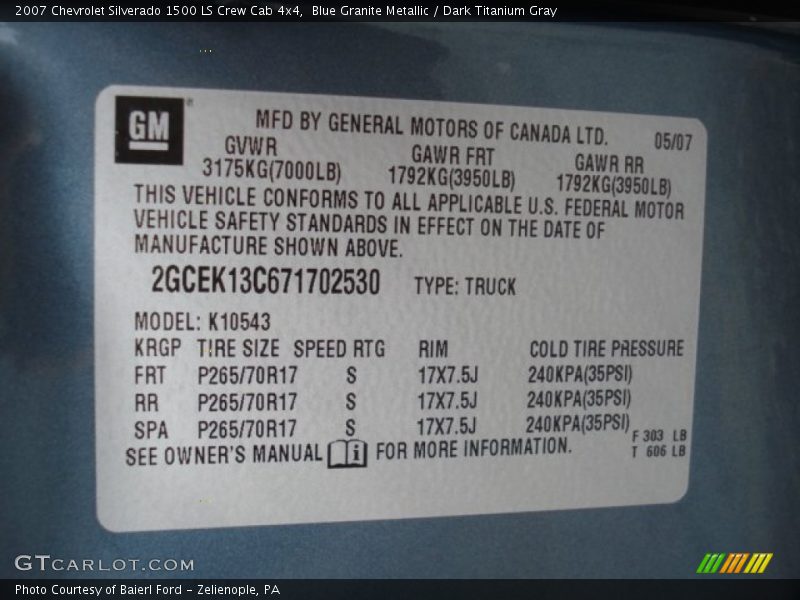 2007 Chevrolet Silverado 1500 LS Crew Cab 4x4,  Blue Granite Metallic / Dark Titanium Gray
GM
MFD BY GENERAL MOTORS OF CANADA LTD. 05/07
GVWR GAWR FRT GAWR RR
3175KG(7000LB) 1792KG(3950LB) 1792KG(3950LB)
THIS VEHICLE CONFORMS TO ALL APPLICABLE U.S. FEDERAL MOTOR
VEHICLE SAFETY STANDARDS IN EFFECT ON THE DATE OF
MANUFACTURE SHOWN ABOVE.
2GCEK13C671702530 TYPE: TRUCK
MODEL: K10543
KRGP TIRE SIZE SPEED RTG RIM COLD TIRE PRESSURE
FRT P265/70R17 S 17X7.5J 240KPA(35PSI)
RR P265/70R17 S 17X7.5J 240KPA(35PSI)
SPA P265/70R17 S 17X7.5J 240KPA(35PSI)
F 303 LB
SEE OWNER'S MANUAL i FOR MORE INFORMATION. T 606 LB
GTCARLOT.COM
Photo Courtesy of Baierl Ford - Zelienople, PA